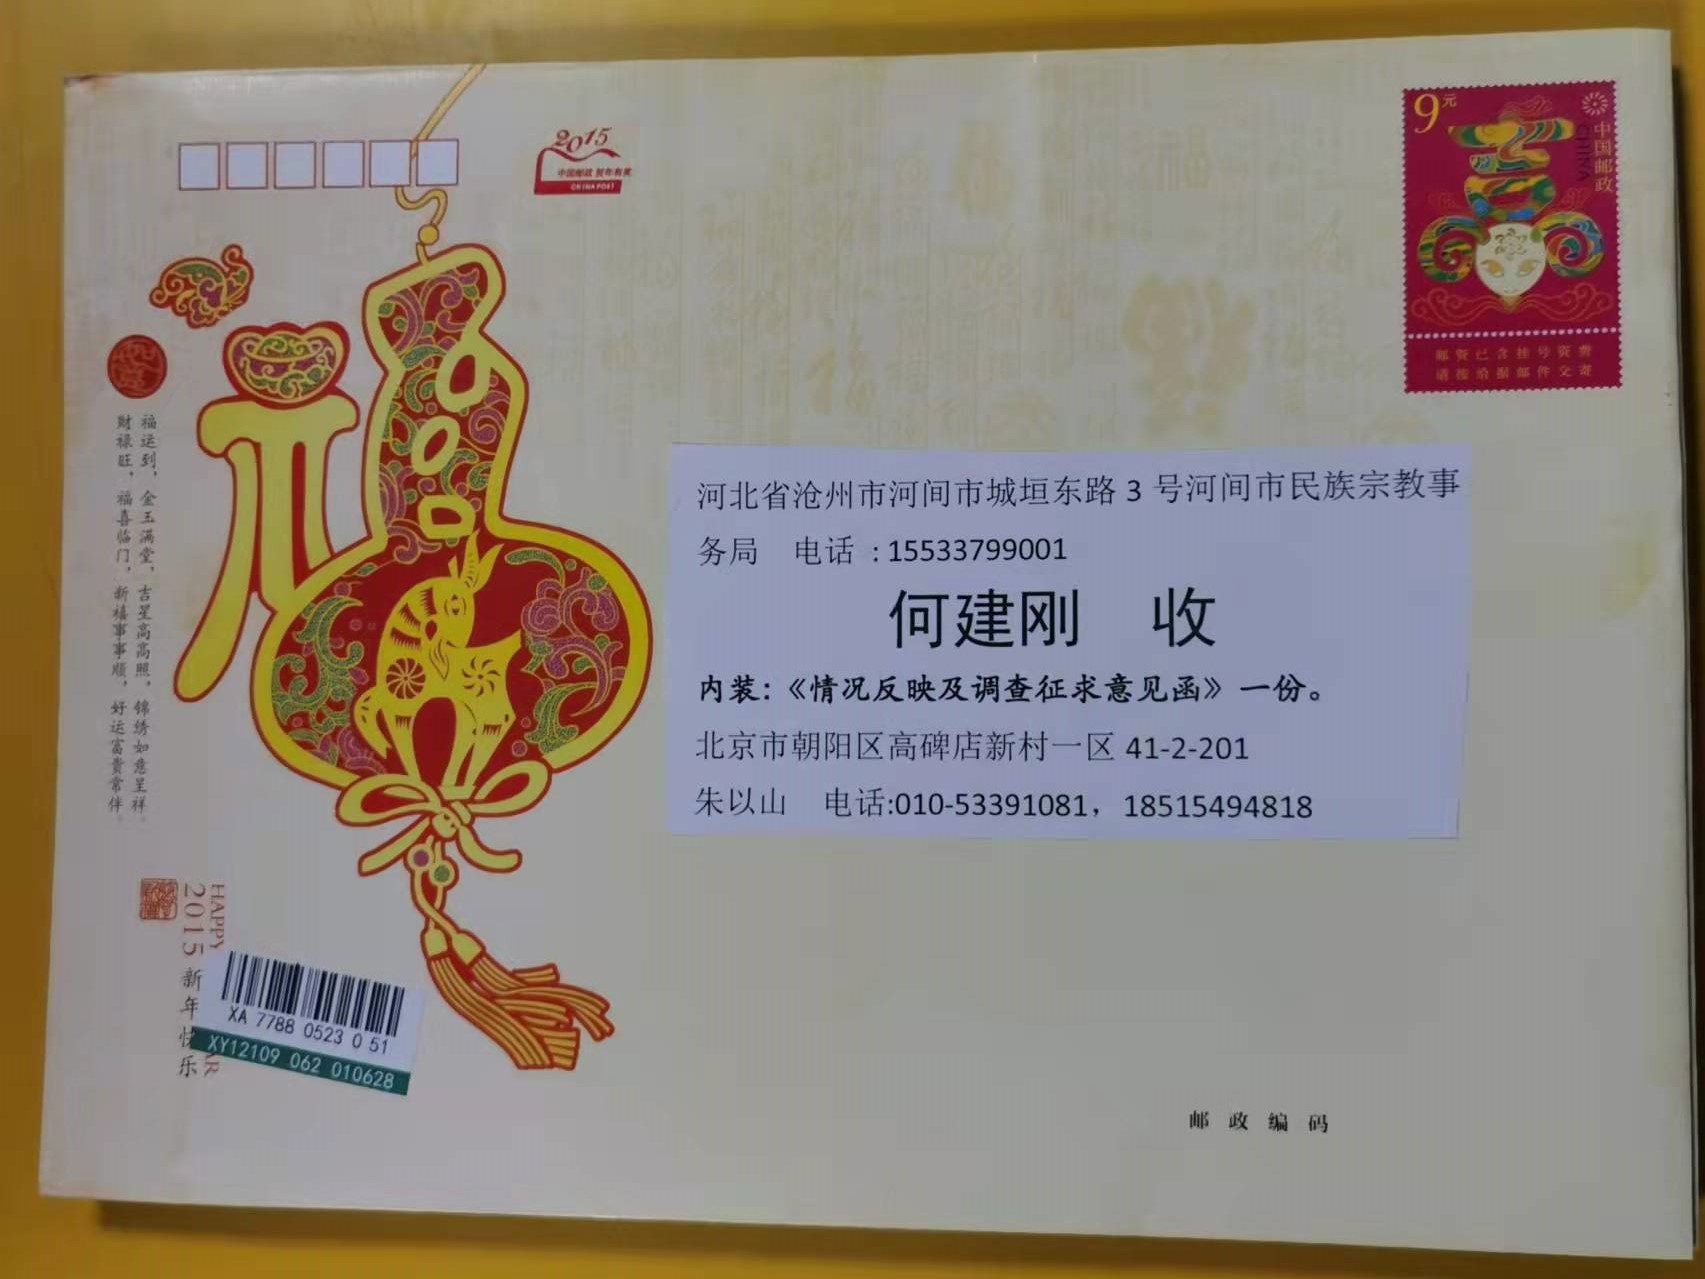 2015
中国邮政 贺年有奖
CHINA POST
9元
中国邮政
CHINA
邮资已含挂号资费
请按给据邮件交寄
福运到，金玉满堂，吉星高高照，锦绣如意呈祥。
财禄旺，福喜临门，新禧事事顺，好运富贵常伴。
河北省沧州市河间市城垣东路 3 号河间市民族宗教事
务局 电话 : 15533799001
何建刚 收
内装：《情况反映及调查征求意见函》一份。
北京市朝阳区高碑店新村一区 41-2-201
朱以山 电话:010-53391081，18515494818
HAPPY
2015 新年快乐
XA 7788 0523 0 51
XY12109 062 010628
邮政编码